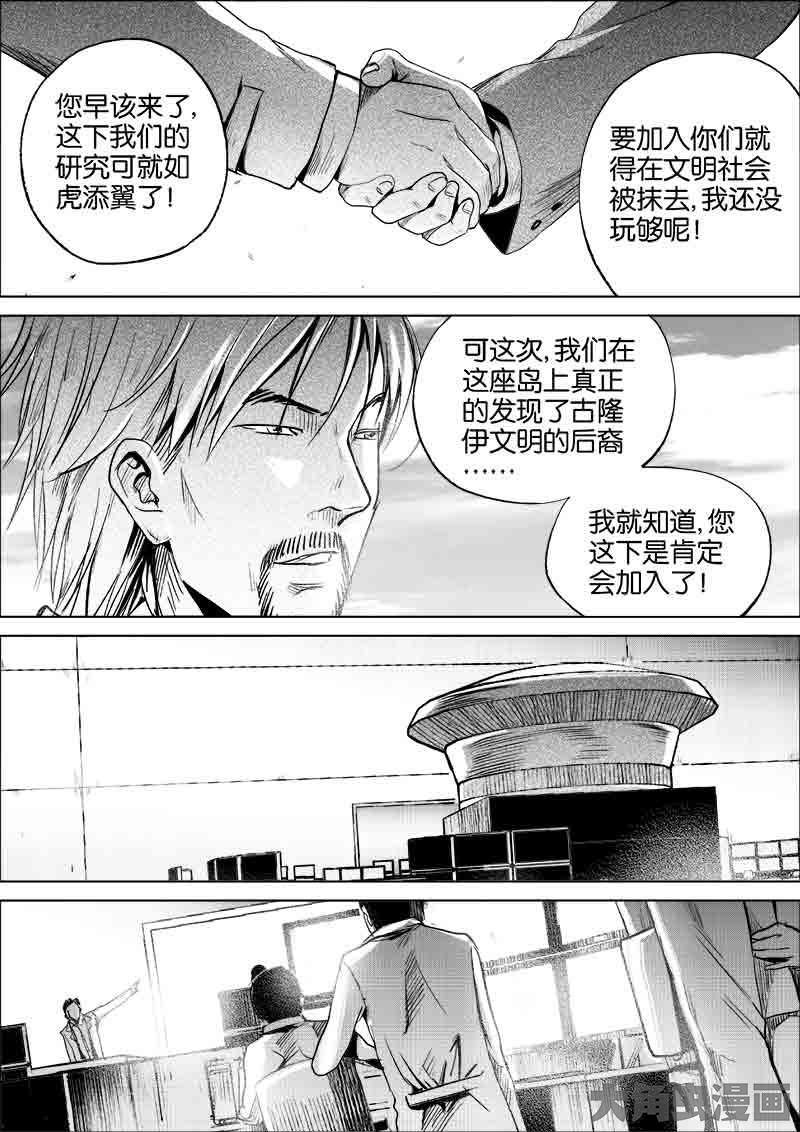 您早该来了,
这下我们的
研究可就如
虎添翼了!
要加入你们就
得在文明社会
被抹去,我还没
玩够呢!
可这次,我们在
这座岛上真正
的发现了古隆
伊文明的后裔
……
我就知道,您
这下是肯定
会加入了!
大角虫漫画